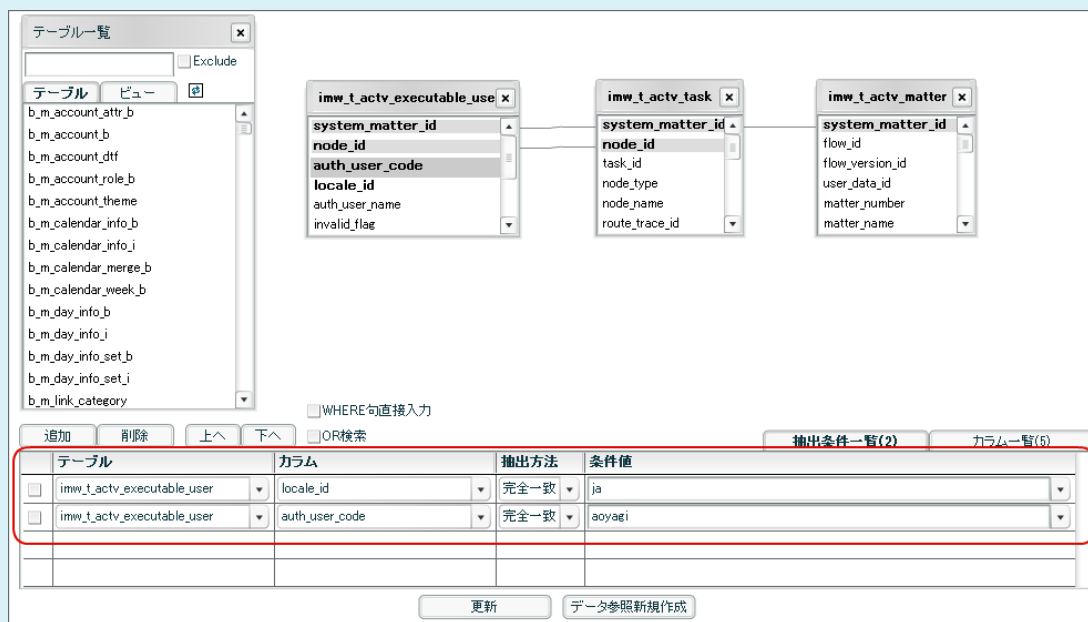 テーブル一覧
Exclude
テーブル ビュー
b_m_account_attr_b
b_m_account_b
b_m_account_dtf
b_m_account_role_b
b_m_account_theme
b_m_calendar_info_b
b_m_calendar_info_i
b_m_calendar_merge_b
b_m_calendar_week_b
b_m_day_info_b
b_m_day_info_i
b_m_day_info_set_b
b_m_day_info_set_i
b_m_link_category
imw_t_actv_executable_use
system_matter_id
node_id
auth_user_code
locale_id
auth_user_name
invalid_flag
imw_t_actv_task
system_matter_id
node_id
task_id
node_type
node_name
route_trace_id
imw_t_actv_matter
system_matter_id
flow_id
flow_version_id
user_data_id
matter_number
matter_name
WHERE句直接入力
追加 削除 上へ 下へ OR検索 抽出条件一覧(2) カラム一覧(5)
テーブル カラム 抽出方法 条件値
imw_t_actv_executable_user locale_id 完全一致 ja
imw_t_actv_executable_user auth_user_code 完全一致 aoyagi
更新 データ参照新規作成